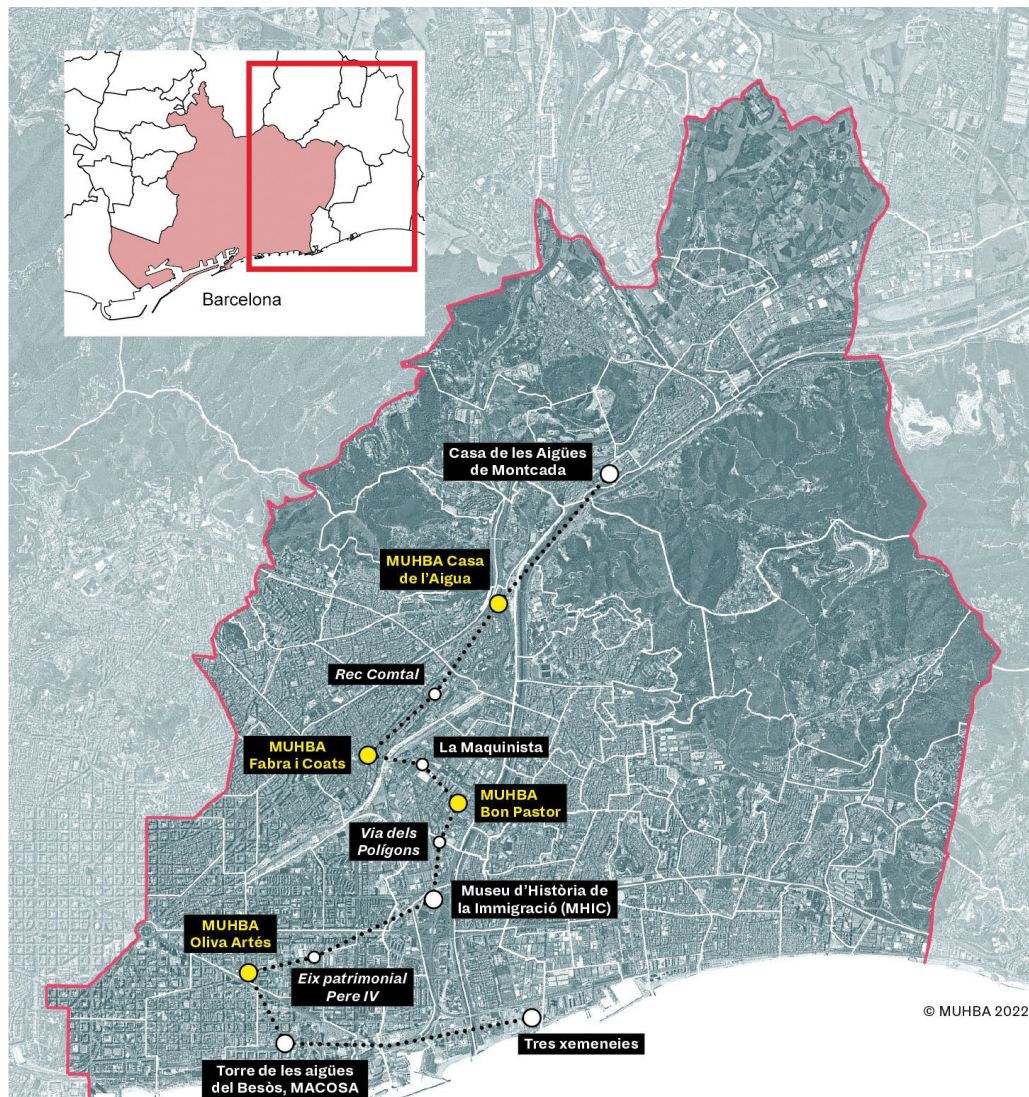 Barcelona
Casa de les Aigües
de Montcada
MUHBA Casa
de l’Aigua
Rec Comtal
MUHBA
Fabra i Coats
La Maquinista
MUHBA
Bon Pastor
Via dels
Polígons
Museu d’Història de
la Immigració (MHIC)
MUHBA
Oliva Artés
Eix patrimonial
Pere IV
© MUHBA 2022
Tres xemeneies
Torre de les aigües
del Besòs, MACOSA